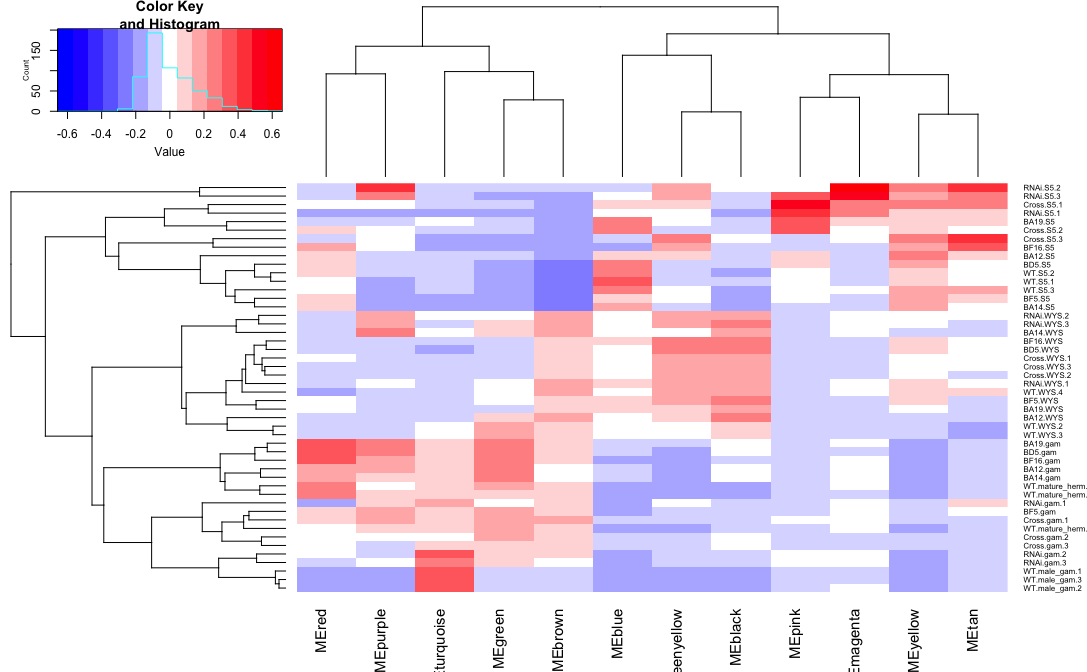 Color Key
and Histogram
Count
0
50
150
-0.6
-0.4
-0.2
0
0.2
0.4
0.6
Value
RNAi.S5.2
RNAi.S5.3
Cross.S5.1
RNAi.S5.1
BA19.S5
Cross.S5.2
Cross.S5.3
BF16.S5
BA12.S5
BD5.S5
WT.S5.2
WT.S5.1
WT.S5.3
BF5.S5
BA14.S5
RNAi.WYS.2
RNAi.WYS.3
BA14.WYS
BF16.WYS
BD5.WYS
Cross.WYS.1
Cross.WYS.3
Cross.WYS.2
RNAi.WYS.1
WT.WYS.4
BF5.WYS
BA19.WYS
BA12.WYS
WT.WYS.2
WT.WYS.3
BA19.gam
BD5.gam
BF16.gam
BA12.gam
BA14.gam
WT.mature_herm.
WT.mature_herm.
RNAi.gam.1
BF5.gam
Cross.gam.1
WT.mature_herm.
Cross.gam.2
Cross.gam.3
RNAi.gam.2
RNAi.gam.3
WT.male_gam.1
WT.male_gam.3
WT.male_gam.2
MEred
MEpurple
turquoise
MEgreen
MEbrown
MEblue
eenyellow
MEblack
MEpink
Emagenta
MEyellow
MEtan